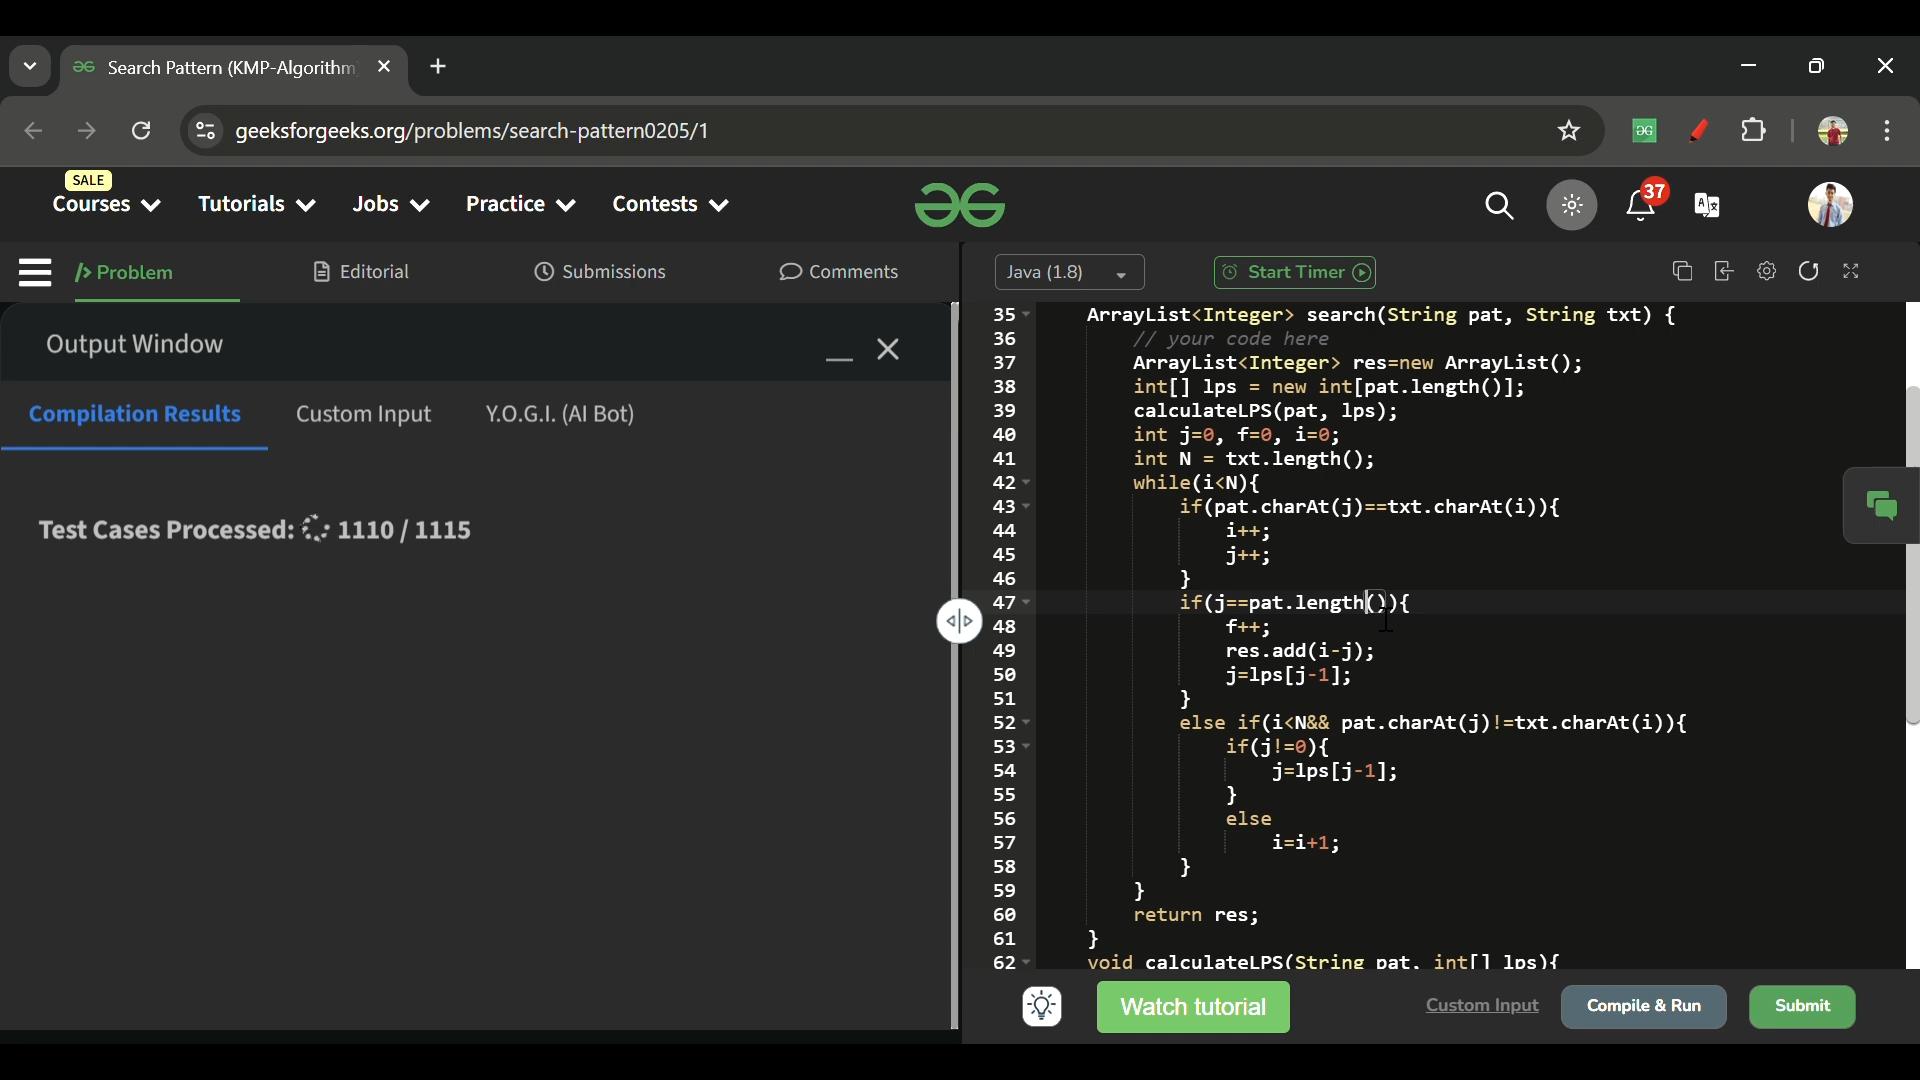 Search Pattern (KMP-Algorithm
geeksforgeeks.org/problems/search-pattern0205/1
SALE
Courses
Tutorials
Jobs
Practice
Contests
37
Problem
Editorial
Submissions
Comments
Java (1.8)
Start Timer
Output Window
Compilation Results
Custom Input
Y.O.G.I. (AI Bot)
Test Cases Processed: 1110 / 1115
35 ArrayList<Integer> search(String pat, String txt) {
36 // your code here
37 ArrayList<Integer> res=new ArrayList();
38 int[] lps = new int[pat.length()];
39 calculateLPS(pat, lps);
40 int j=0, f=0, i=0;
41 int N = txt.length();
42 while(i<N){
43 if(pat.charAt(j)==txt.charAt(i)){
44 i++;
45 j++;
46 }
47 if(j==pat.length()){
48 f++;
49 res.add(i-j);
50 j=lps[j-1];
51 }
52 else if(i<N&& pat.charAt(j)!=txt.charAt(i)){
53 if(j!=0){
54 j=lps[j-1];
55 }
56 else
57 i=i+1;
58 }
59 }
60 return res;
61 }
62 void calculateLPS(String pat, int[] lps){
Watch tutorial
Custom Input
Compile & Run
Submit